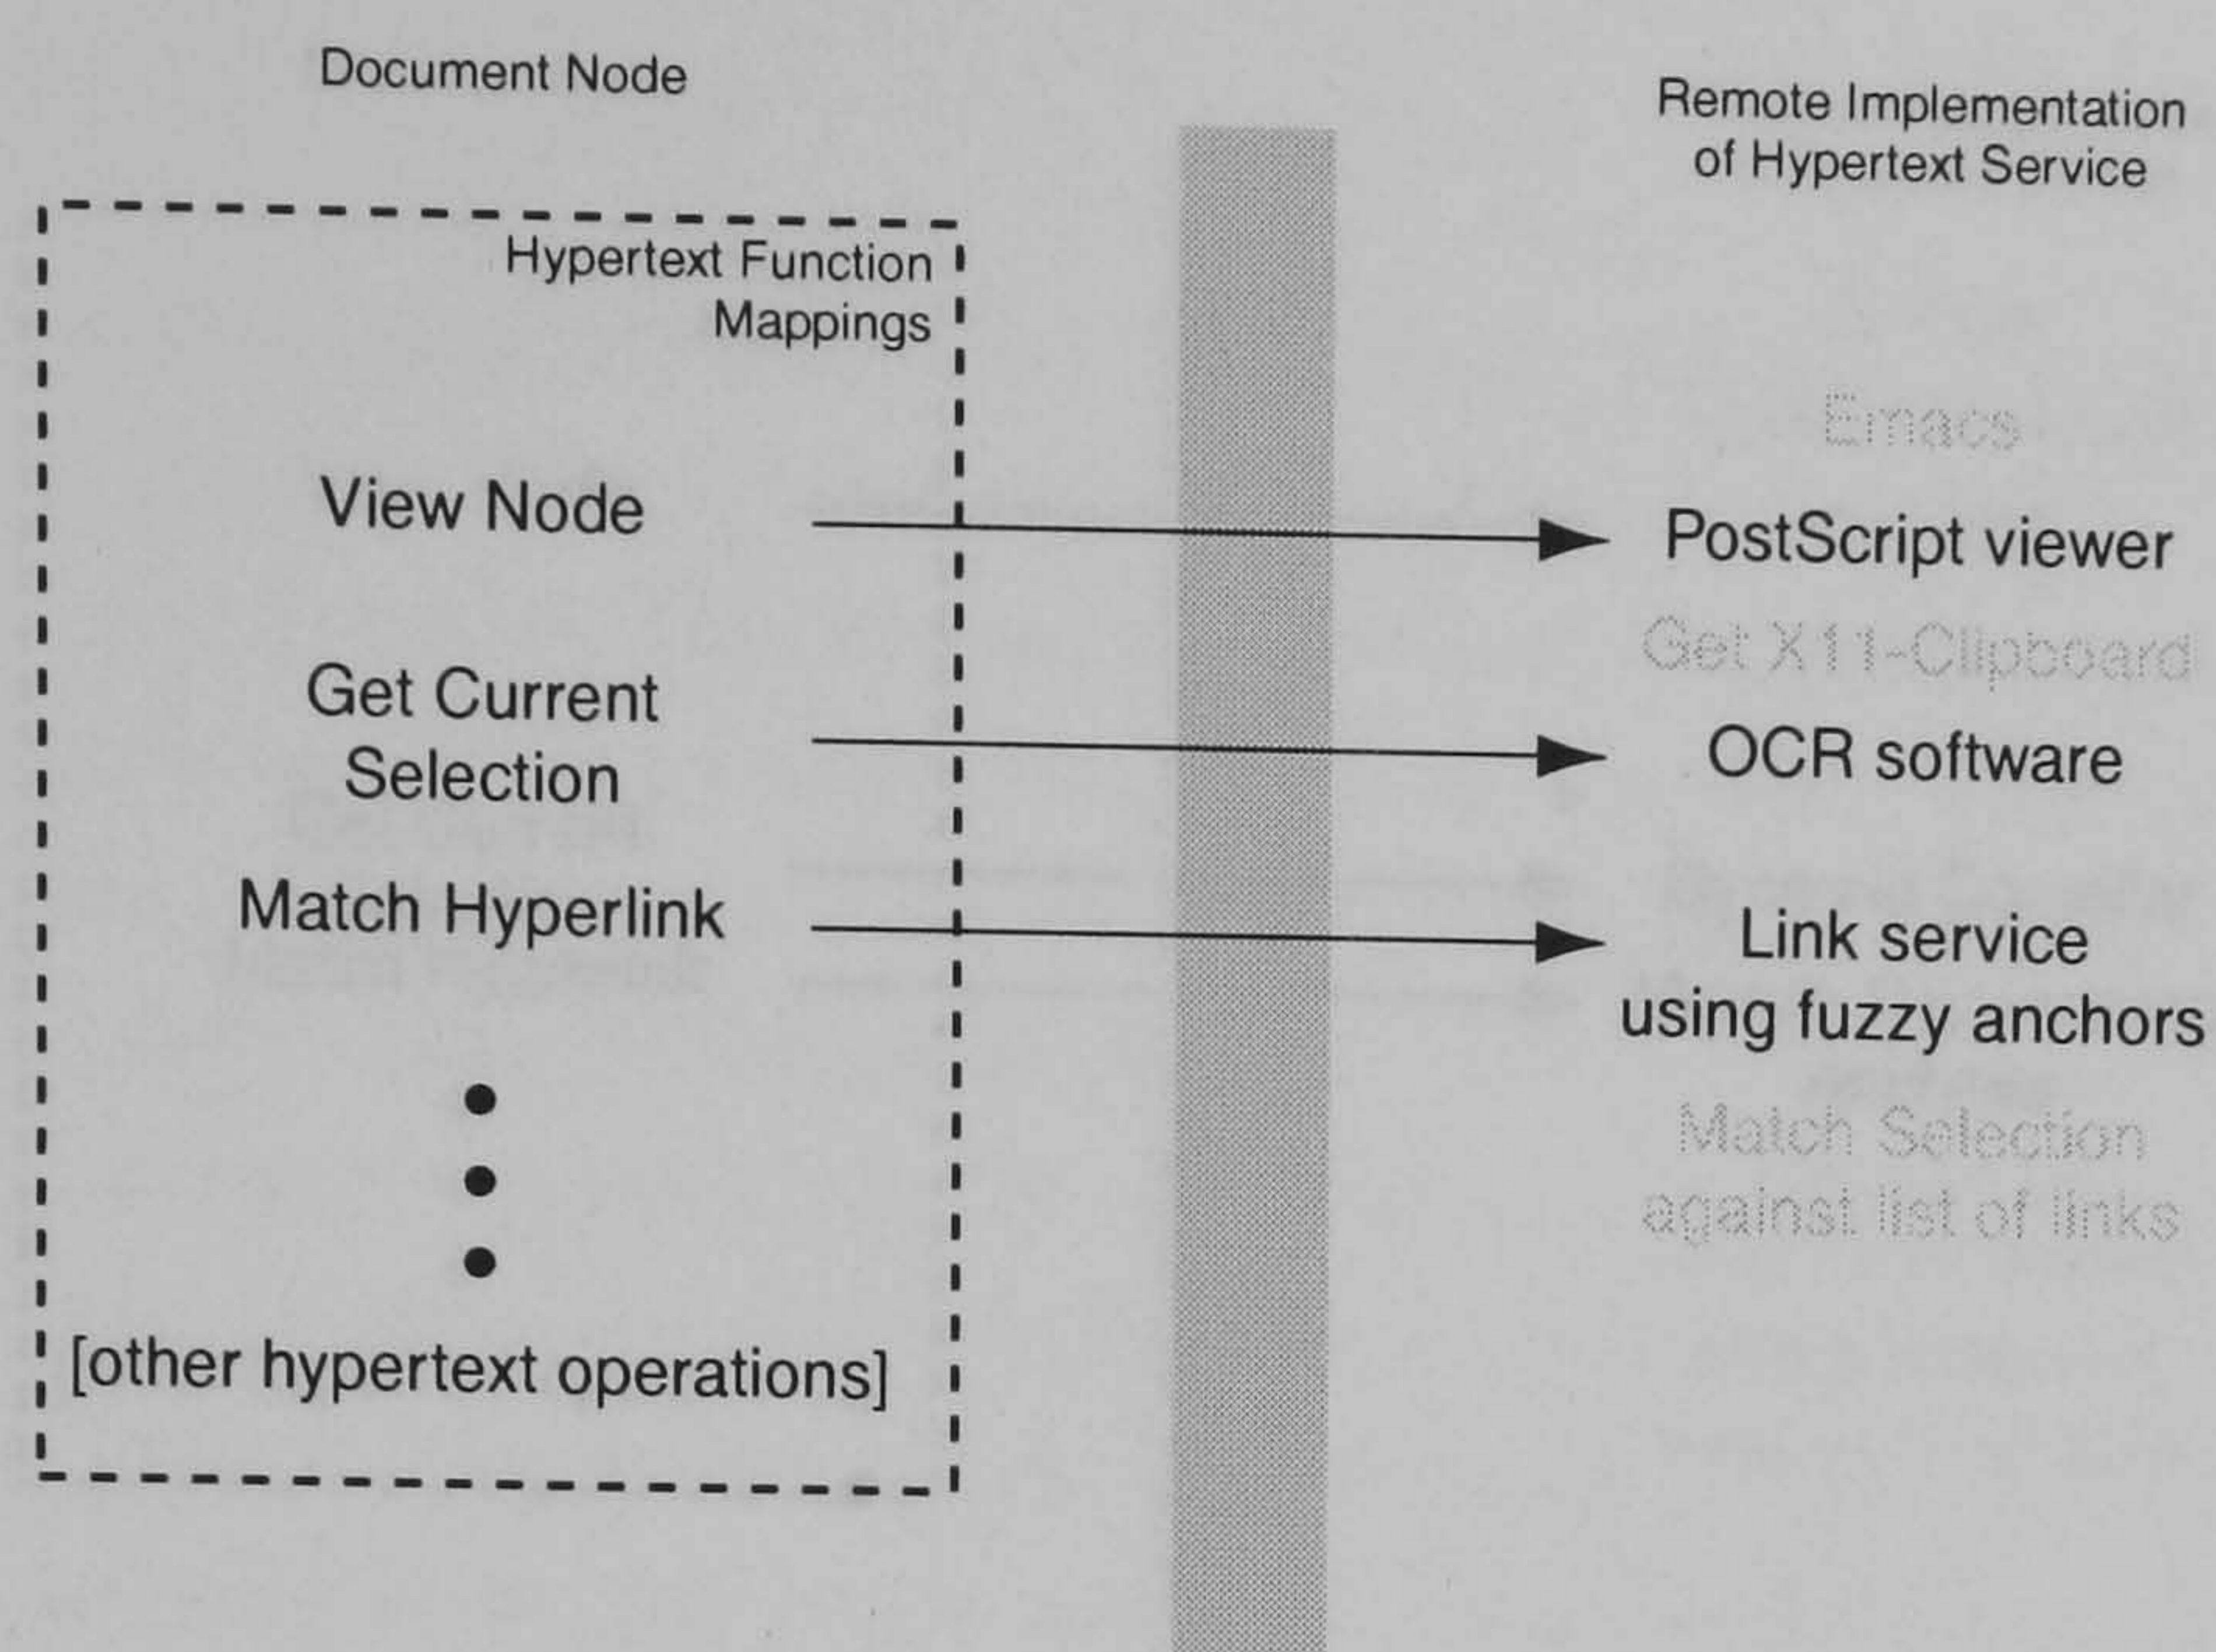 Document Node
Remote Implementation
of Hypertext Service
Hypertext Function
Mappings
Emacs
View Node
PostScript viewer
Get X11-Clipboard
Get Current
Selection
OCR software
Match Hyperlink
Link service
using fuzzy anchors
Match Selection
against list of links
[other hypertext operations]